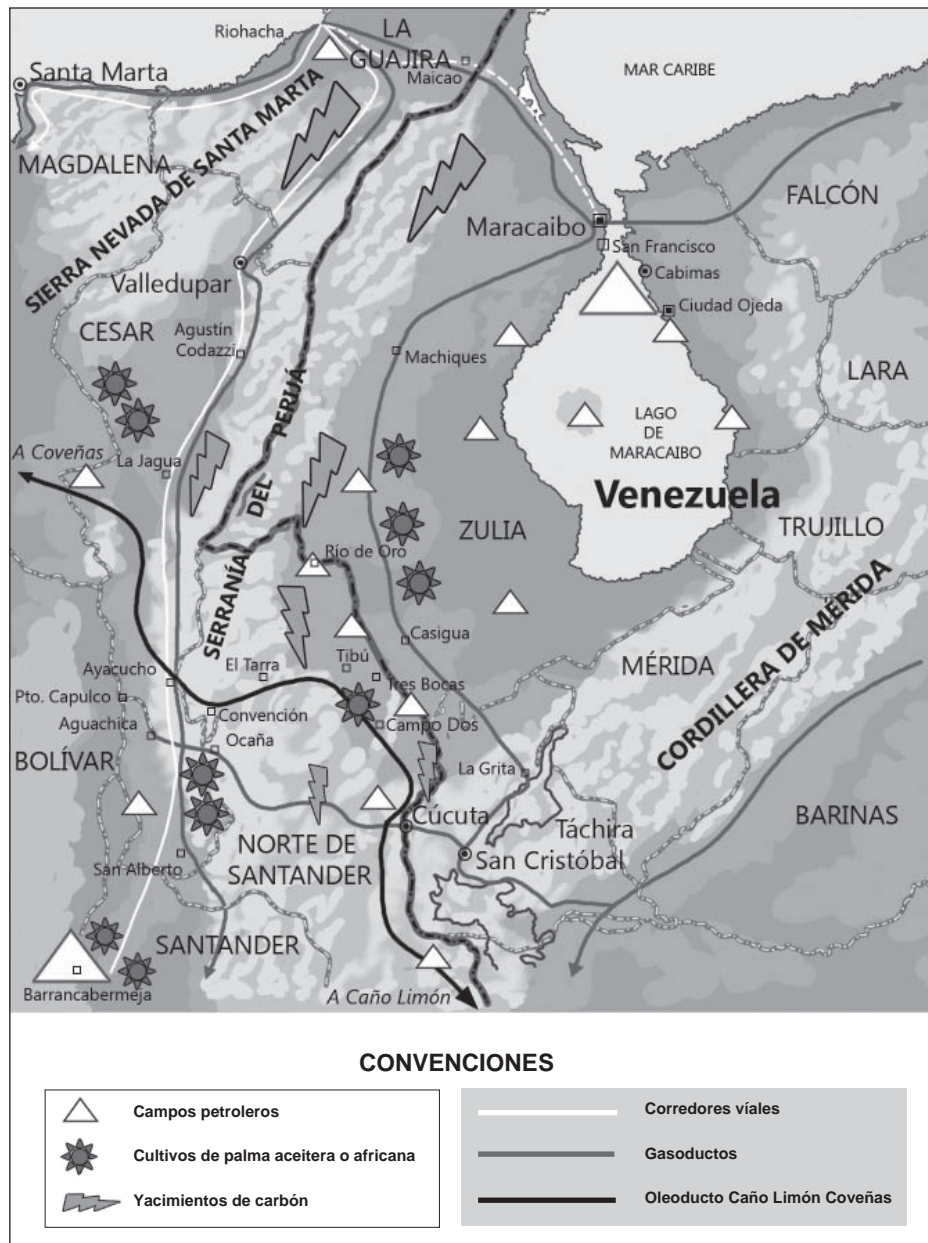 Riohacha
LA
GUAJIRA
Maicao
MAR CARIBE
Santa Marta
SIERRA NEVADA DE SANTA MARTA
MAGDALENA
FALCÓN
Maracaibo
San Francisco
Cabimas
Valledupar
Ciudad Ojeda
CESAR
Agustín
Codazzi
Machiques
LARA
SERRANÍA DEL PERIJÁ
LAGO
DE
MARACAIBO
A Coveñas
La Jagua
Venezuela
ZULIA
TRUJILLO
Río de Oro
CORDILLERA DE MÉRIDA
Casigua
El Tarra
Tibú
MÉRIDA
Ayacucho
Tres Bocas
Pto. Capulco
Convención
Campo Dos
Aguachica
Ocaña
BOLÍVAR
La Grita
Cúcuta
Táchira
BARINAS
NORTE DE
SANTANDER
San Cristóbal
San Alberto
SANTANDER
Barrancabermeja
A Caño Limón
CONVENCIONES
Campos petroleros
Cultivos de palma aceitera o africana
Yacimientos de carbón
Corredores víales
Gasoductos
Oleoducto Caño Limón Coveñas